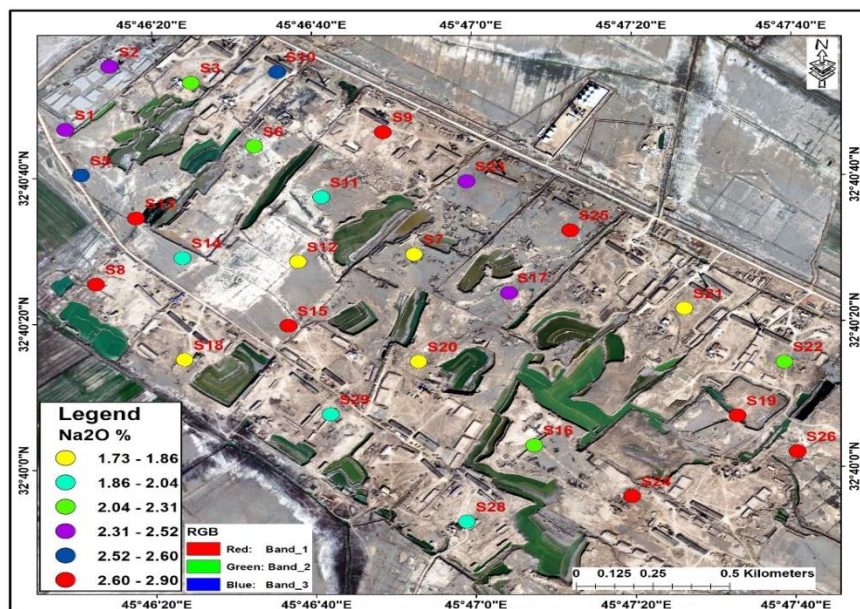 45°46'20"E 45°46'40"E 45°47'0"E 45°47'20"E 45°47'40"E
N
S2
S10
S3
S1
S9
S6
S5
S23
32°40'40"N 32°40'40"N
S11
S13
S25
S14
S12
S7
S8
S17
S21
S15
32°40'20"N 32°40'20"N
S18
S20
S22
S29
S19
S16
S26
S24
S28
32°40'0"N 32°40'0"N
Legend
Na2O %
1.73 - 1.86
1.86 - 2.04
2.04 - 2.31
2.31 - 2.52
2.52 - 2.60
2.60 - 2.90
RGB
Red: Band_1
Green: Band_2
Blue: Band_3
0 0.125 0.25 0.5 Kilometers
45°46'20"E 45°46'40"E 45°47'0"E 45°47'20"E 45°47'40"E